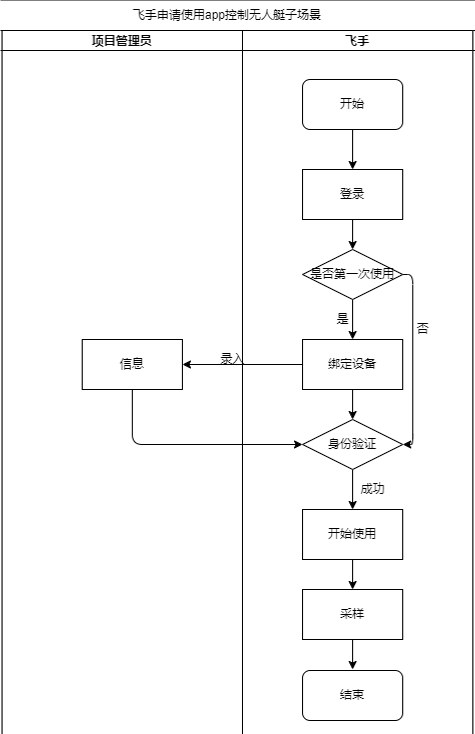 飞手申请使用app控制无人艇子场景
项目管理员
飞手
开始
登录
是否第一次使用
是
否
信息
录入
绑定设备
身份验证
成功
开始使用
采样
结束